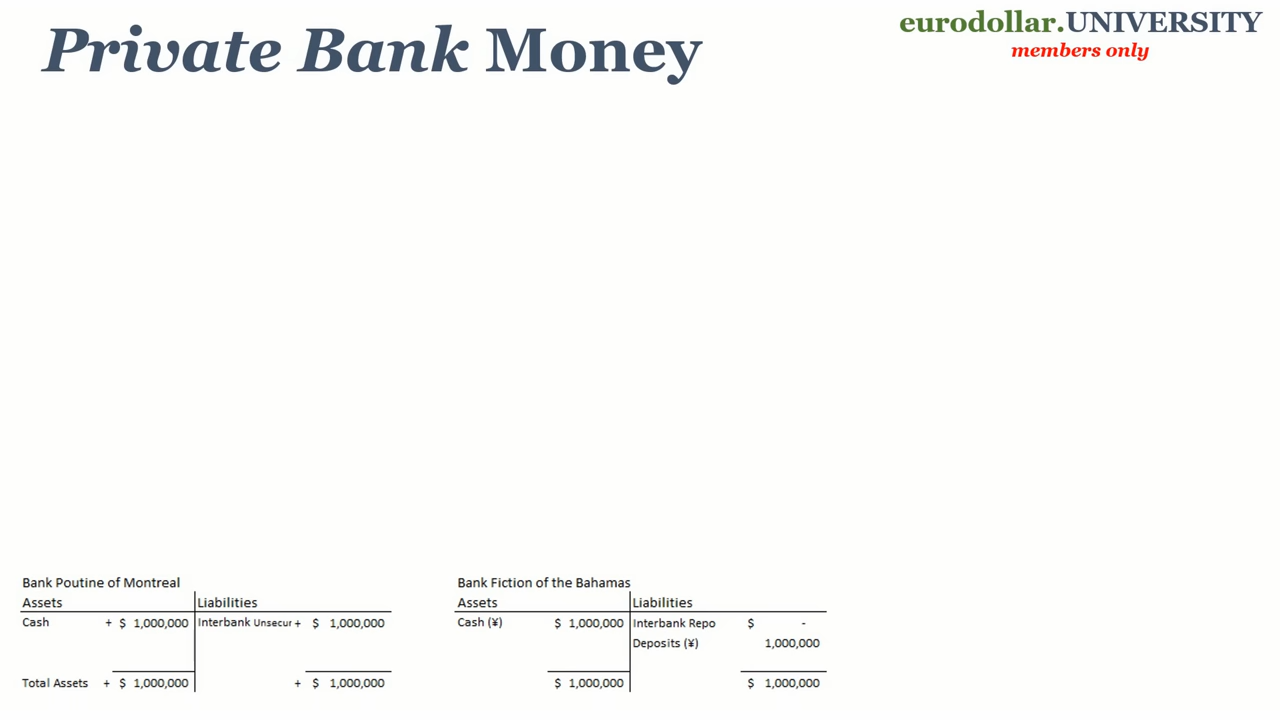 Private Bank Money
eurodollar.UNIVERSITY
members only
Bank Poutine of Montreal
Assets Liabilities
Cash + $ 1,000,000 Interbank Unsecur + $ 1,000,000
Total Assets + $ 1,000,000 + $ 1,000,000
Bank Fiction of the Bahamas
Assets Liabilities
Cash (¥) $ 1,000,000 Interbank Repo $ -
Deposits (¥) 1,000,000
$ 1,000,000 $ 1,000,000